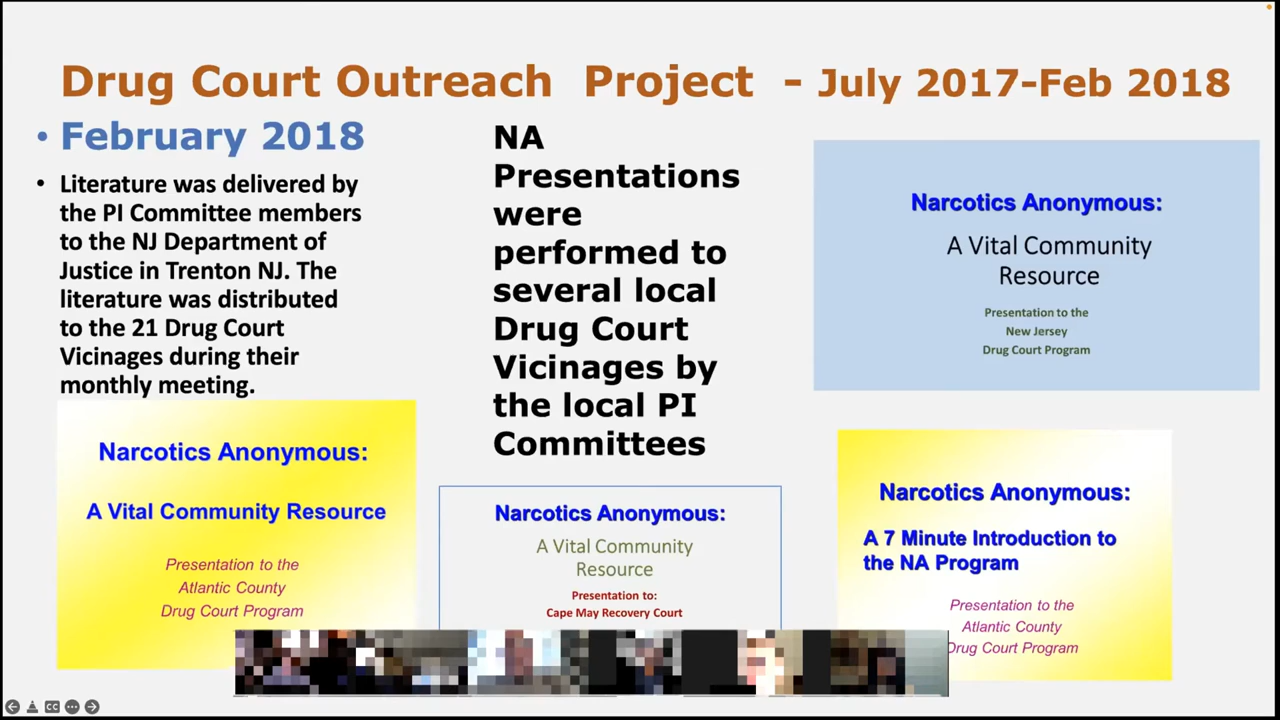 Drug Court Outreach Project - July 2017-Feb 2018
• February 2018
• Literature was delivered by
the PI Committee members
to the NJ Department of
Justice in Trenton NJ. The
literature was distributed
to the 21 Drug Court
Vicinages during their
monthly meeting.
NA
Presentations
were
performed to
several local
Drug Court
Vicinages by
the local PI
Committees
Narcotics Anonymous:
A Vital Community
Resource
Presentation to the
New Jersey
Drug Court Program
Narcotics Anonymous:
A Vital Community Resource
Presentation to the
Atlantic County
Drug Court Program
Narcotics Anonymous:
A Vital Community
Resource
Presentation to:
Cape May Recovery Court
Narcotics Anonymous:
A 7 Minute Introduction to
the NA Program
Presentation to the
Atlantic County
Drug Court Program
CC